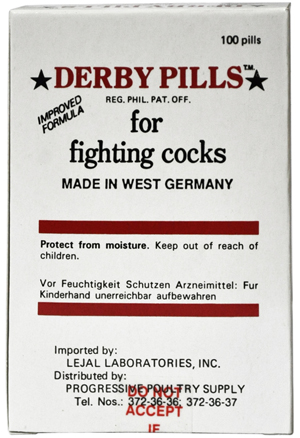 100 pills
★DERBY PILLS™★
REG. PHIL. PAT. OFF.
IMPROVED
FORMULA
for
fighting cocks
MADE IN WEST GERMANY
Protect from moisture. Keep out of reach of
children.
Vor Feuchtigkeit Schutzen Arzneimittel: Fur
Kinderhand unerreichbar aufbewahren
Imported by:
LEJAL LABORATORIES, INC.
Distributed by:
PROGRESSIVE POULTRY SUPPLY
Tel. Nos.: 372-36-36; 372-36-37
DO NOT
ACCEPT
IF